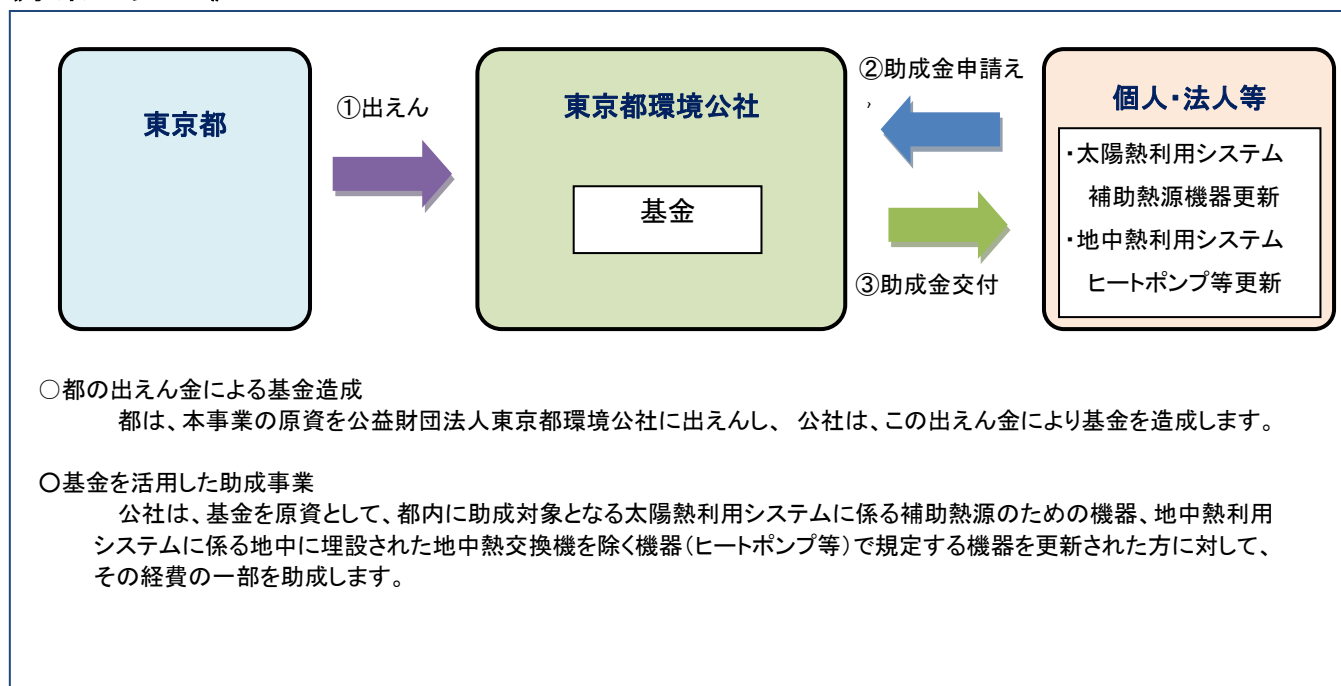 東京都
①出えん
東京都環境公社
基金
②助成金申請え
，
③助成金交付
個人・法人等
・太陽熱利用システム
補助熱源機器更新
・地中熱利用システム
ヒートポンプ等更新
○都の出えん金による基金造成
都は、本事業の原資を公益財団法人東京都環境公社に出えんし、 公社は、この出えん金により基金を造成します。
〇基金を活用した助成事業
公社は、基金を原資として、都内に助成対象となる太陽熱利用システムに係る補助熱源のための機器、地中熱利用
システムに係る地中に埋設された地中熱交換機を除く機器（ヒートポンプ等）で規定する機器を更新された方に対して、
その経費の一部を助成します。